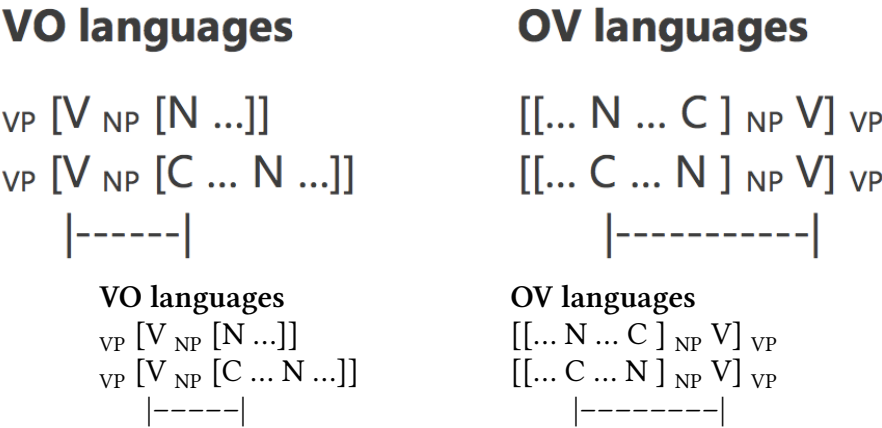 VO languages
VP [V NP [N ...]]
VP [V NP [C ... N ...]]
|------|
OV languages
[[... N ... C ] NP V] VP
[[... C ... N ] NP V] VP
|-----------|
VO languages
VP [V NP [N ...]]
VP [V NP [C ... N ...]]
|-----|
OV languages
[[... N ... C ] NP V] VP
[[... C ... N ] NP V] VP
|--------|